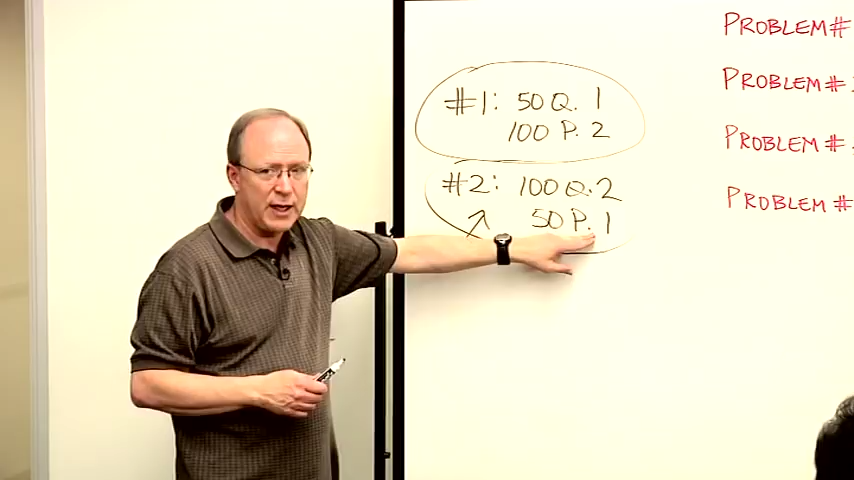 #1: 50 Q. 1
100 P. 2
#2: 100 Q. 2
50 P. 1
PROBLEM #
PROBLEM #
PROBLEM #
PROBLEM #